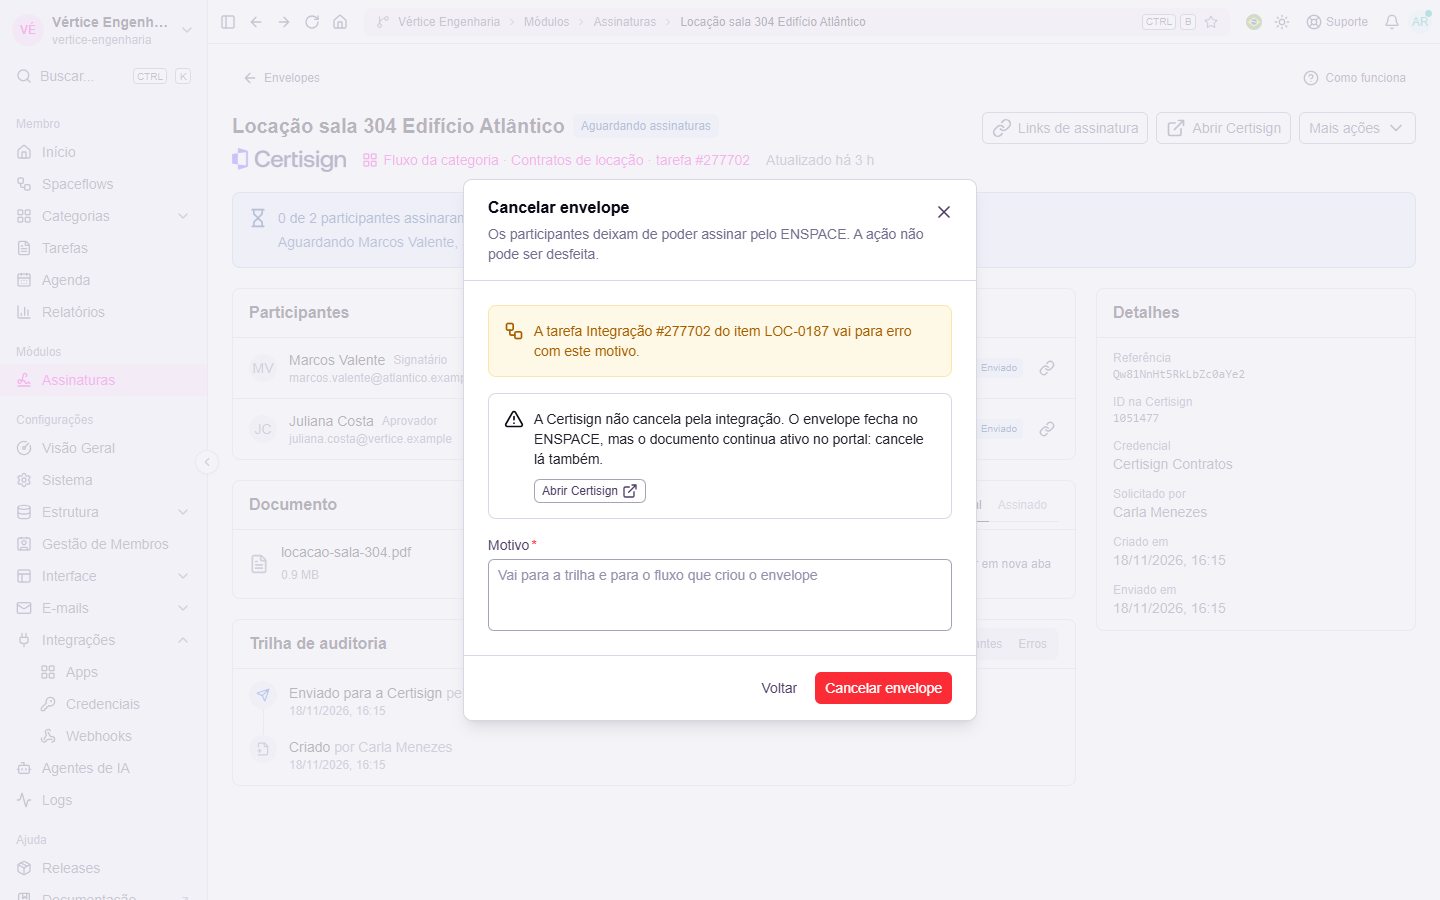 VÉ
Vértice Engenh...
vertice-engenharia
Buscar...
CTRL K
Membro
Início
Spaceflows
Categorias
Tarefas
Agenda
Relatórios
Módulos
Assinaturas
Configurações
Visão Geral
Sistema
Estrutura
Gestão de Membros
Interface
E-mails
Integrações
Apps
Credenciais
Webhooks
Agentes de IA
Logs
Ajuda
Releases
Documentação
Vértice Engenharia
Módulos
Assinaturas
Locação sala 304 Edifício Atlântico
CTRL B
Suporte
AR
Envelopes
Como funciona
Locação sala 304 Edifício Atlântico
Aguardando assinaturas
Links de assinatura
Abrir Certisign
Mais ações
Certisign
Fluxo da categoria · Contratos de locação · tarefa #277702
Atualizado há 3 h
0 de 2 participantes assinaram
Aguardando Marcos Valente,
Participantes
MV
Marcos Valente Signatário
marcos.valente@atlantico.examp
Enviado
JC
Juliana Costa Aprovador
juliana.costa@vertice.example
Enviado
Documento
Assinado
locacao-sala-304.pdf
0.9 MB
em nova aba
Trilha de auditoria
Erros
Enviado para a Certisign
18/11/2026, 16:15
Criado por Carla Menezes
18/11/2026, 16:15
Detalhes
Referência
Qw81NnHt5RkLbZc0aYe2
ID na Certisign
1051477
Credencial
Certisign Contratos
Solicitado por
Carla Menezes
Criado em
18/11/2026, 16:15
Enviado em
18/11/2026, 16:15
Cancelar envelope
Os participantes deixam de poder assinar pelo ENSPACE. A ação não
pode ser desfeita.
A tarefa Integração #277702 do item LOC-0187 vai para erro
com este motivo.
A Certisign não cancela pela integração. O envelope fecha no
ENSPACE, mas o documento continua ativo no portal: cancele
lá também.
Abrir Certisign
Motivo*
Vai para a trilha e para o fluxo que criou o envelope
Voltar
Cancelar envelope